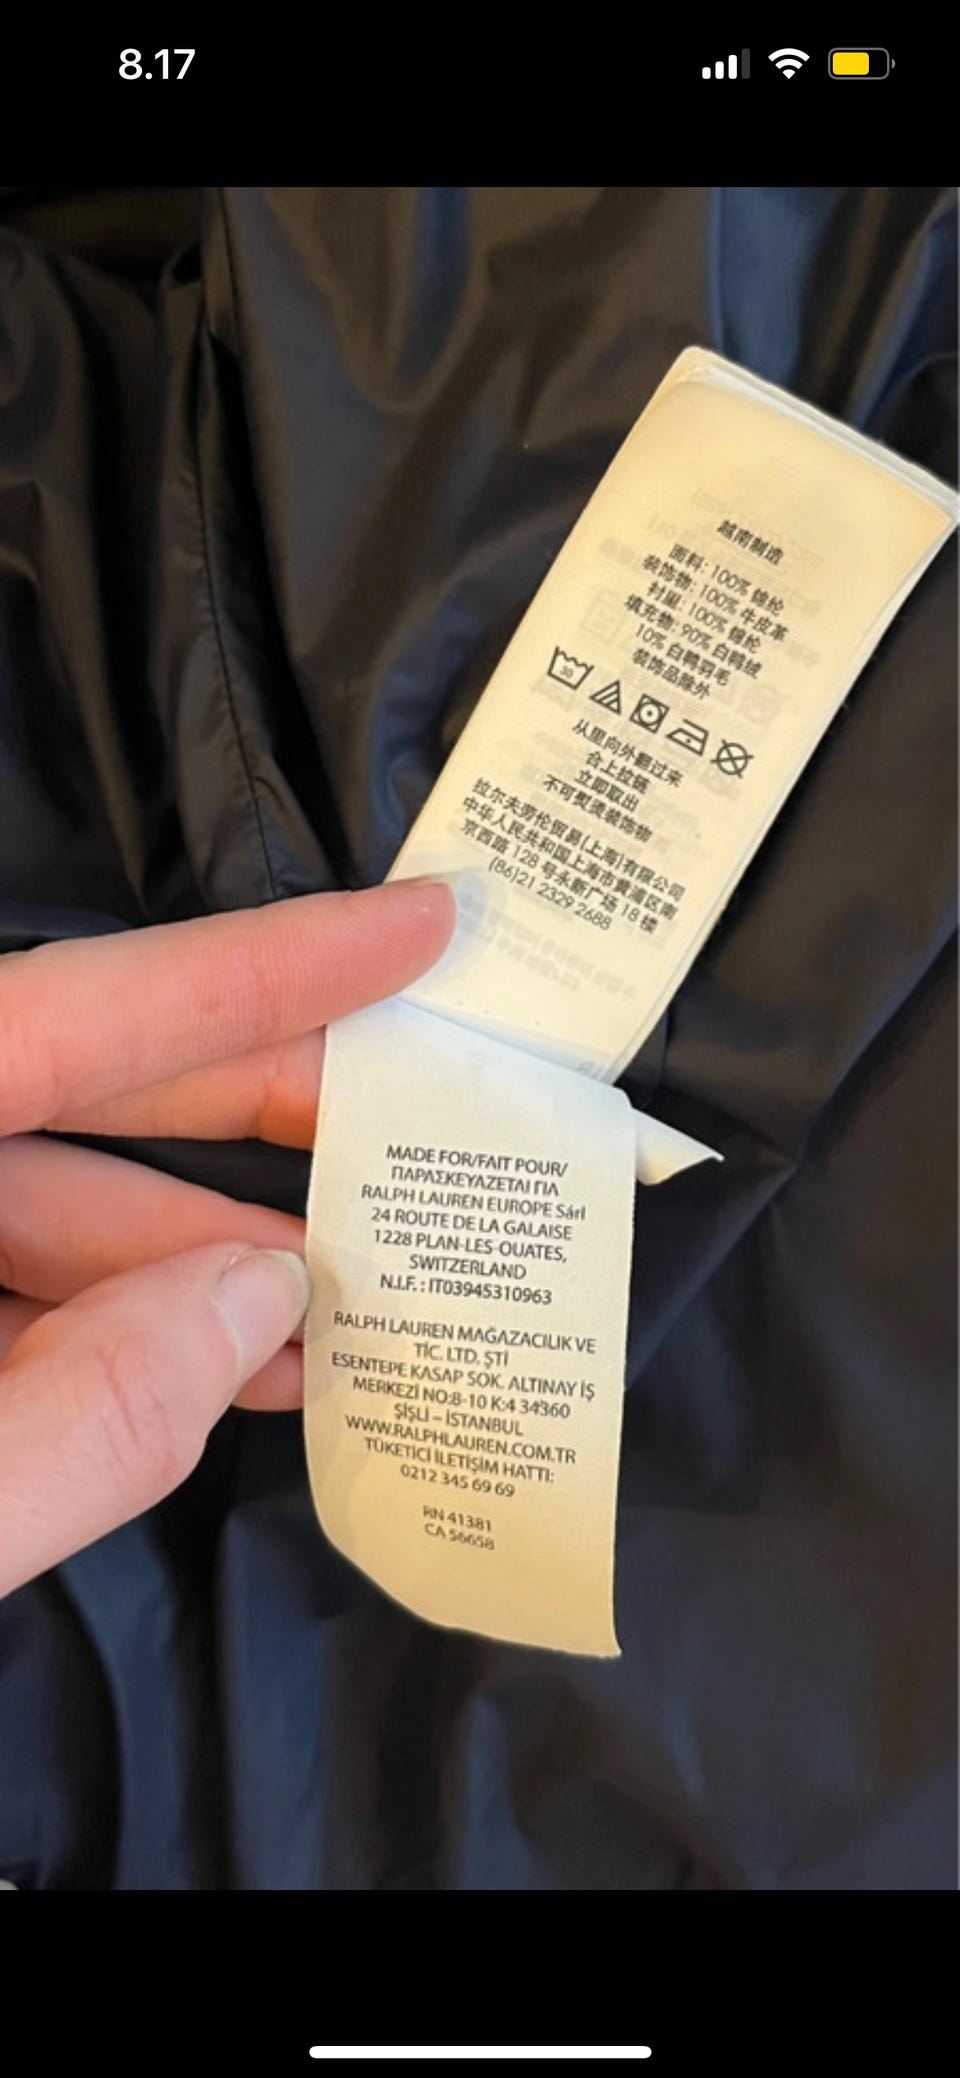 8.17
越南制造
面料: 100% 锦纶
装饰物: 100% 牛皮革
衬里: 100% 锦纶
填充物: 90% 白鸭绒
10% 白鸭羽毛
装饰品除外
30
从里向外翻过来
合上拉链
立即取出
不可熨烫装饰物
拉尔夫劳伦贸易(上海)有限公司
中华人民共和国上海市黄浦区南
京西路 128 号永新广场 18 楼
(86)21 2329 2688
MADE FOR/FAIT POUR/
ΠΑΡΑΣΚΕΥΑΖΕΤΑΙ ΓΙΑ
RALPH LAUREN EUROPE Sárl
24 ROUTE DE LA GALAISE
1228 PLAN-LES-OUATES,
SWITZERLAND
N.I.F. : IT03945310963
RALPH LAUREN MAĞAZACILIK VE
TİC. LTD. ŞTİ
ESENTEPE KASAP SOK. ALTINAY İŞ
MERKEZİ NO:8-10 K:4 34360
ŞİŞLİ – İSTANBUL
WWW.RALPHLAUREN.COM.TR
TÜKETİCİ İLETİŞİM HATTI:
0212 345 69 69
RN 41381
CA 56658